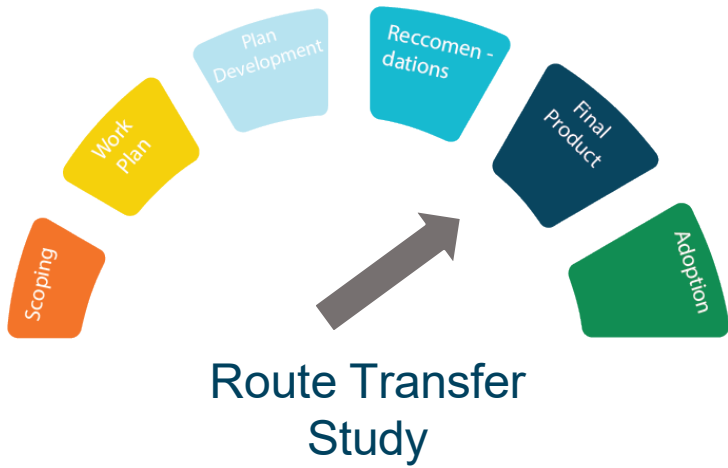 Scoping
Work
Plan
Plan
Development
Reccomen -
dations
Final
Product
Adoption
Route Transfer
Study